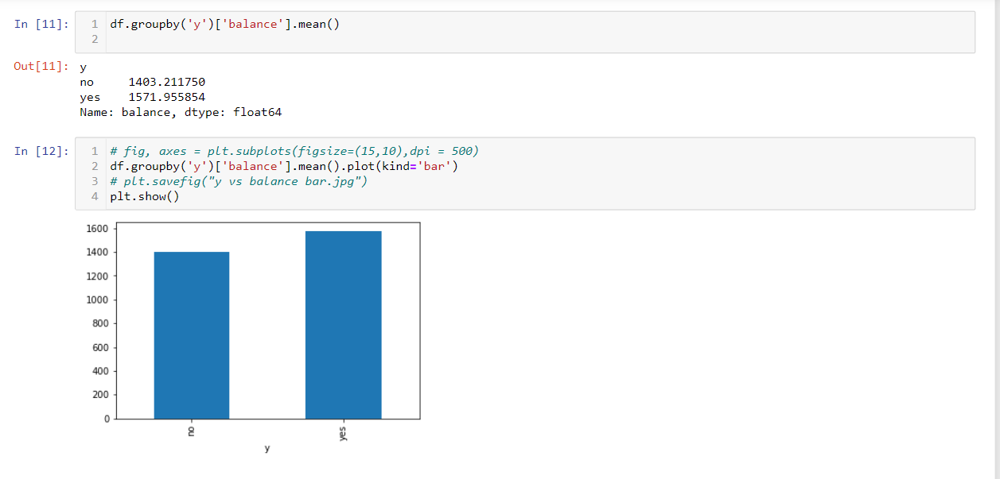 In [11]: 1 df.groupby('y')['balance'].mean()
2
Out[11]: y
no 1403.211750
yes 1571.955854
Name: balance, dtype: float64
In [12]: 1 # fig, axes = plt.subplots(figsize=(15,10),dpi = 500)
2 df.groupby('y')['balance'].mean().plot(kind='bar')
3 # plt.savefig("y vs balance bar.jpg")
4 plt.show()
1600
1400
1200
1000
800
600
400
200
0
no yes
y